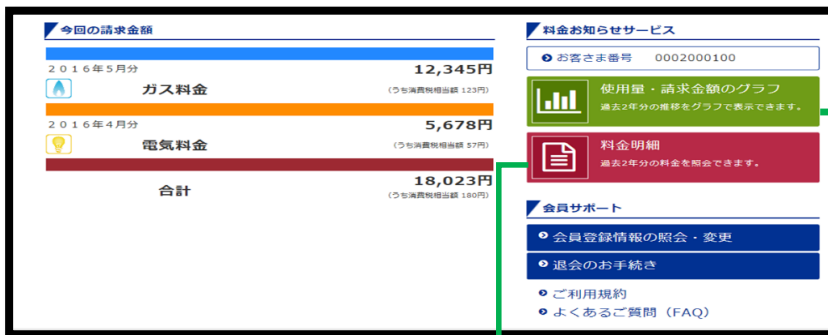 今回の請求金額
2016年5月分
12,345円
ガス料金
(うち消費税相当額 123円)
2016年4月分
5,678円
電気料金
(うち消費税相当額 57円)
合計
18,023円
(うち消費税相当額 180円)
料金お知らせサービス
お客さま番号 0002000100
使用量・請求金額のグラフ
過去2年分の推移をグラフで表示できます。
料金明細
過去2年分の料金を照会できます。
会員サポート
会員登録情報の照会・変更
退会のお手続き
ご利用規約
よくあるご質問（FAQ）